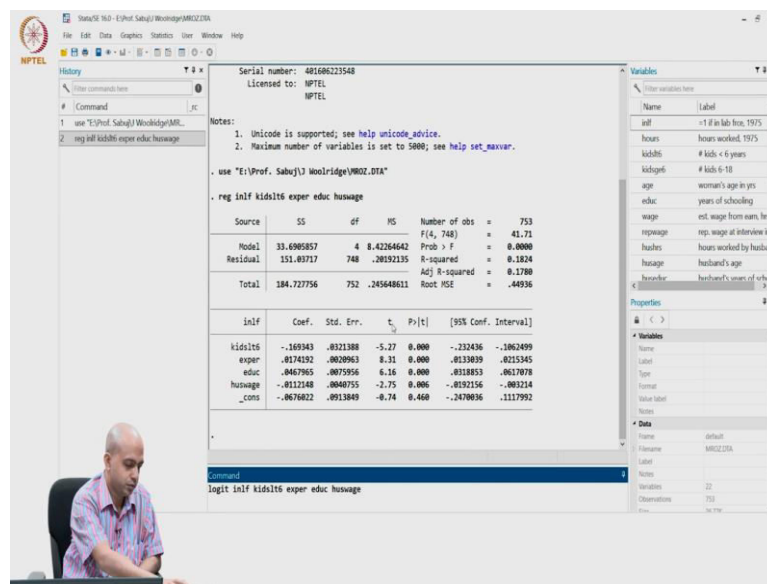 Stata/SE 16.0 - E:\Prof. Sabuj\J Woolridge\MROZ.DTA
File Edit Data Graphics Statistics User Window Help
NPTEL
History
Filter commands here
# Command _rc
1 use "E:\Prof. Sabuj\J Woolridge\MR...
2 reg inlf kidslt6 exper educ huswage
Serial number: 401606223548
Licensed to: NPTEL
NPTEL
Notes:
1. Unicode is supported; see help unicode_advice.
2. Maximum number of variables is set to 5000; see help set_maxvar.
. use "E:\Prof. Sabuj\J Woolridge\MROZ.DTA"
. reg inlf kidslt6 exper educ huswage
Source SS df MS Number of obs = 753
F(4, 748) = 41.71
Model 33.6905857 4 8.42264642 Prob > F = 0.0000
Residual 151.03717 748 .20192135 R-squared = 0.1824
Adj R-squared = 0.1780
Total 184.727756 752 .245648611 Root MSE = .44936
inlf Coef. Std. Err. t P>|t| [95% Conf. Interval]
kidslt6 -.169343 .0321388 -5.27 0.000 -.232436 -.1062499
exper .0174192 .0020963 8.31 0.000 .0133039 .0215345
educ .0467965 .0075956 6.16 0.000 .0318853 .0617078
huswage -.0112148 .0040755 -2.75 0.006 -.0192156 -.003214
_cons -.0676022 .0913849 -0.74 0.460 -.2470036 .1117992
.
Command
logit inlf kidslt6 exper educ huswage
Variables
Filter variables here
Name Label
inlf =1 if in lab frce, 1975
hours hours worked, 1975
kidslt6 # kids < 6 years
kidsge6 # kids 6-18
age woman's age in yrs
educ years of schooling
wage est. wage from earn, hr
repwage rep. wage at interview i
hushrs hours worked by husba
husage husband's age
huseduc husband's years of sch
Properties
Variables
Name
Label
Type
Format
Value label
Notes
Data
Frame default
Filename MROZ.DTA
Label
Notes
Variables 22
Observations 753